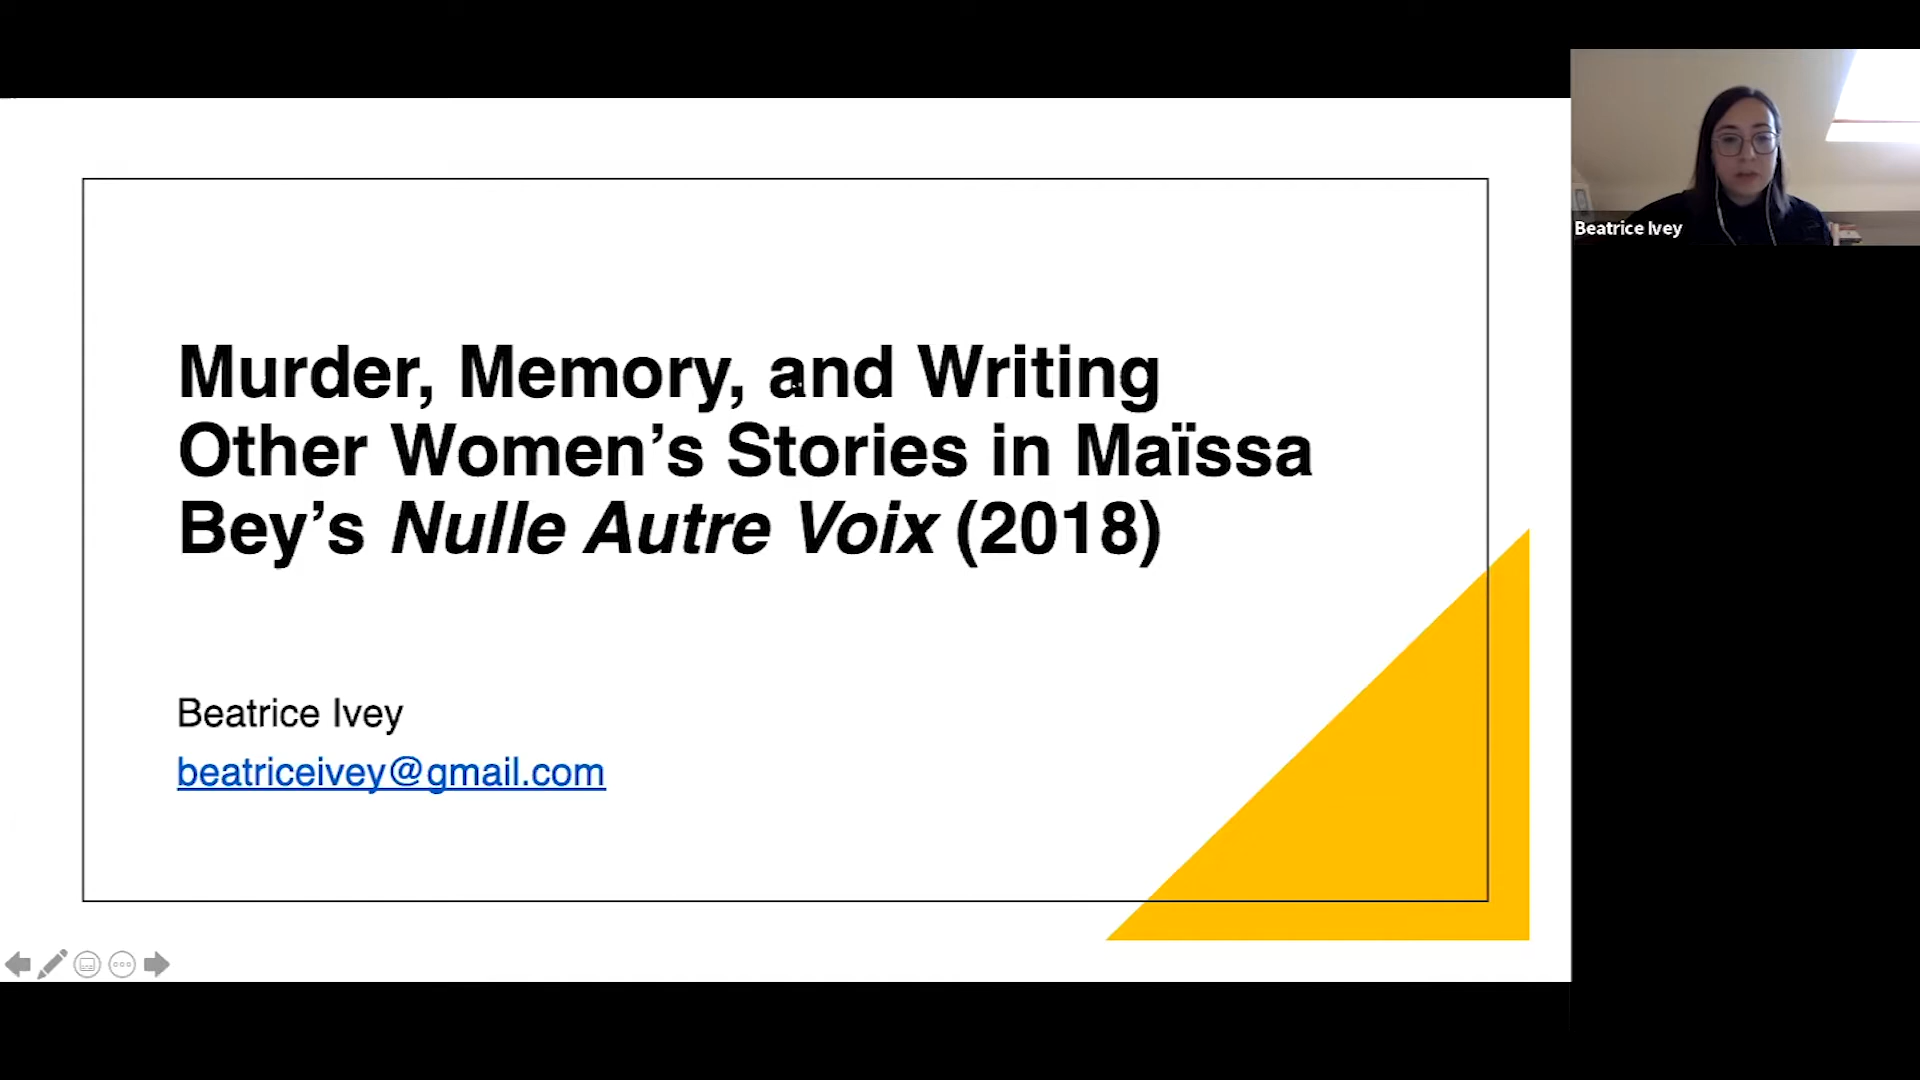 Murder, Memory, and Writing
Other Women’s Stories in Maïssa
Bey’s Nulle Autre Voix (2018)
Beatrice Ivey
beatriceivey@gmail.com
Beatrice Ivey